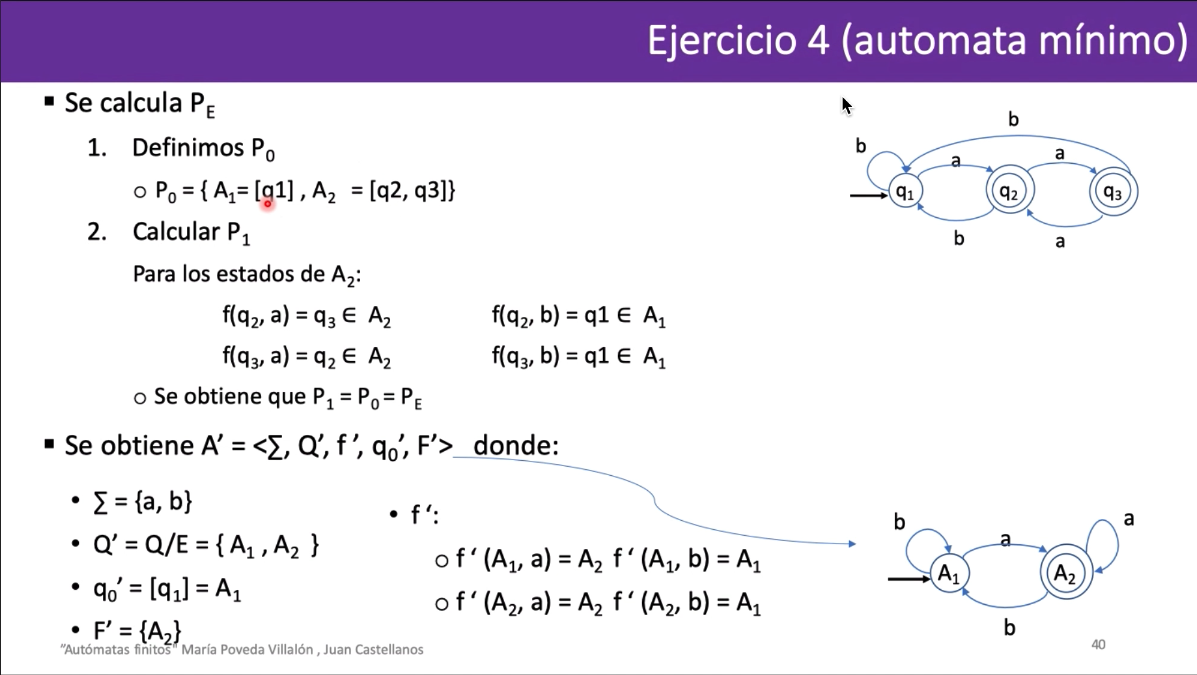 Ejercicio 4 (automata mínimo)
▪ Se calcula P_E
1. Definimos P_0
○ P_0 = { A_1= [q1] , A_2 = [q2, q3]}
2. Calcular P_1
Para los estados de A_2:
f(q_2, a) = q_3 ∈ A_2 f(q_2, b) = q1 ∈ A_1
f(q_3, a) = q_2 ∈ A_2 f(q_3, b) = q1 ∈ A_1
○ Se obtiene que P_1 = P_0 = P_E
b
b
a
a
q_1
q_2
q_3
b
a
▪ Se obtiene A’ = <∑, Q’, f ’, q_0’, F’> donde:
• ∑ = {a, b}
• Q’ = Q/E = { A_1 , A_2 }
• q_0’ = [q_1] = A_1
• F’ = {A_2}
• f ‘:
○ f ‘ (A_1, a) = A_2 f ‘ (A_1, b) = A_1
○ f ‘ (A_2, a) = A_2 f ‘ (A_2, b) = A_1
b
a
a
A_1
A_2
b
”Autómatas finitos" María Poveda Villalón , Juan Castellanos
40